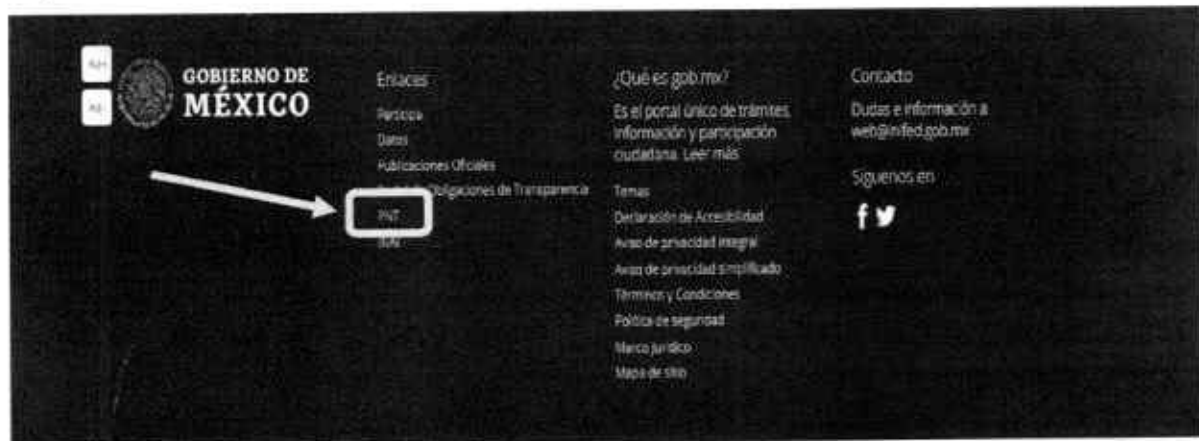 GOBIERNO DE
MÉXICO
Enlaces
Participa
Datos
Publicaciones Oficiales
Obligaciones de Transparencia
PNT
¿Qué es gob.mx?
Es el portal único de trámites,
información y participación
ciudadana. Leer más
Temas
Declaración de Accesibilidad
Aviso de privacidad integral
Aviso de privacidad simplificado
Términos y Condiciones
Política de seguridad
Marco Jurídico
Mapa de sitio
Contacto
Dudas e información a
web@inifed.gob.mx
Síguenos en